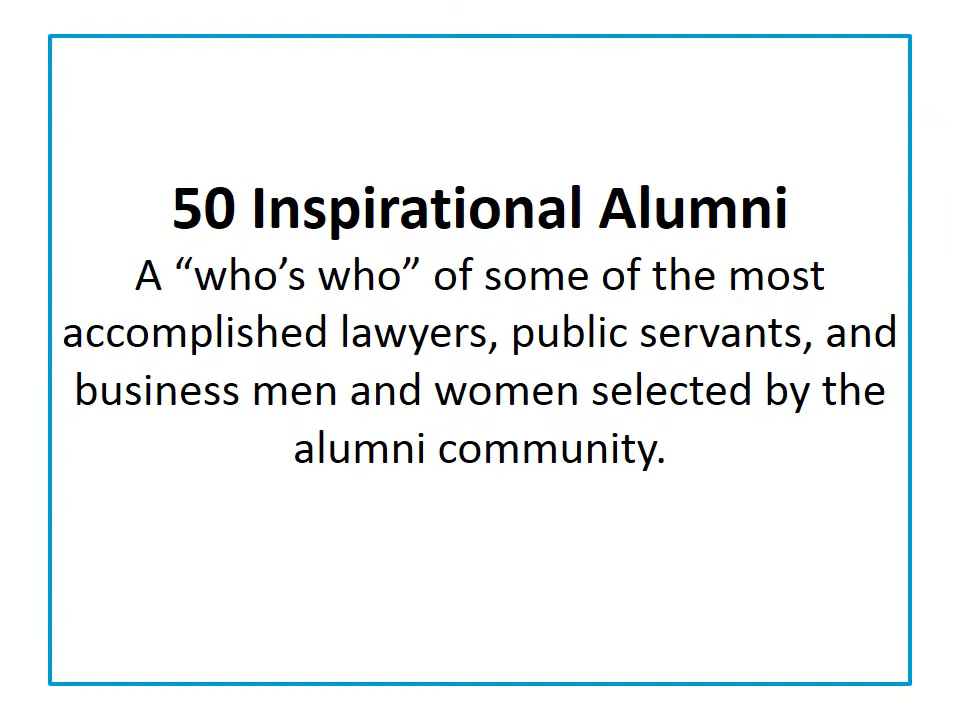 50 Inspirational Alumni
A “who’s who” of some of the most
accomplished lawyers, public servants, and
business men and women selected by the
alumni community.